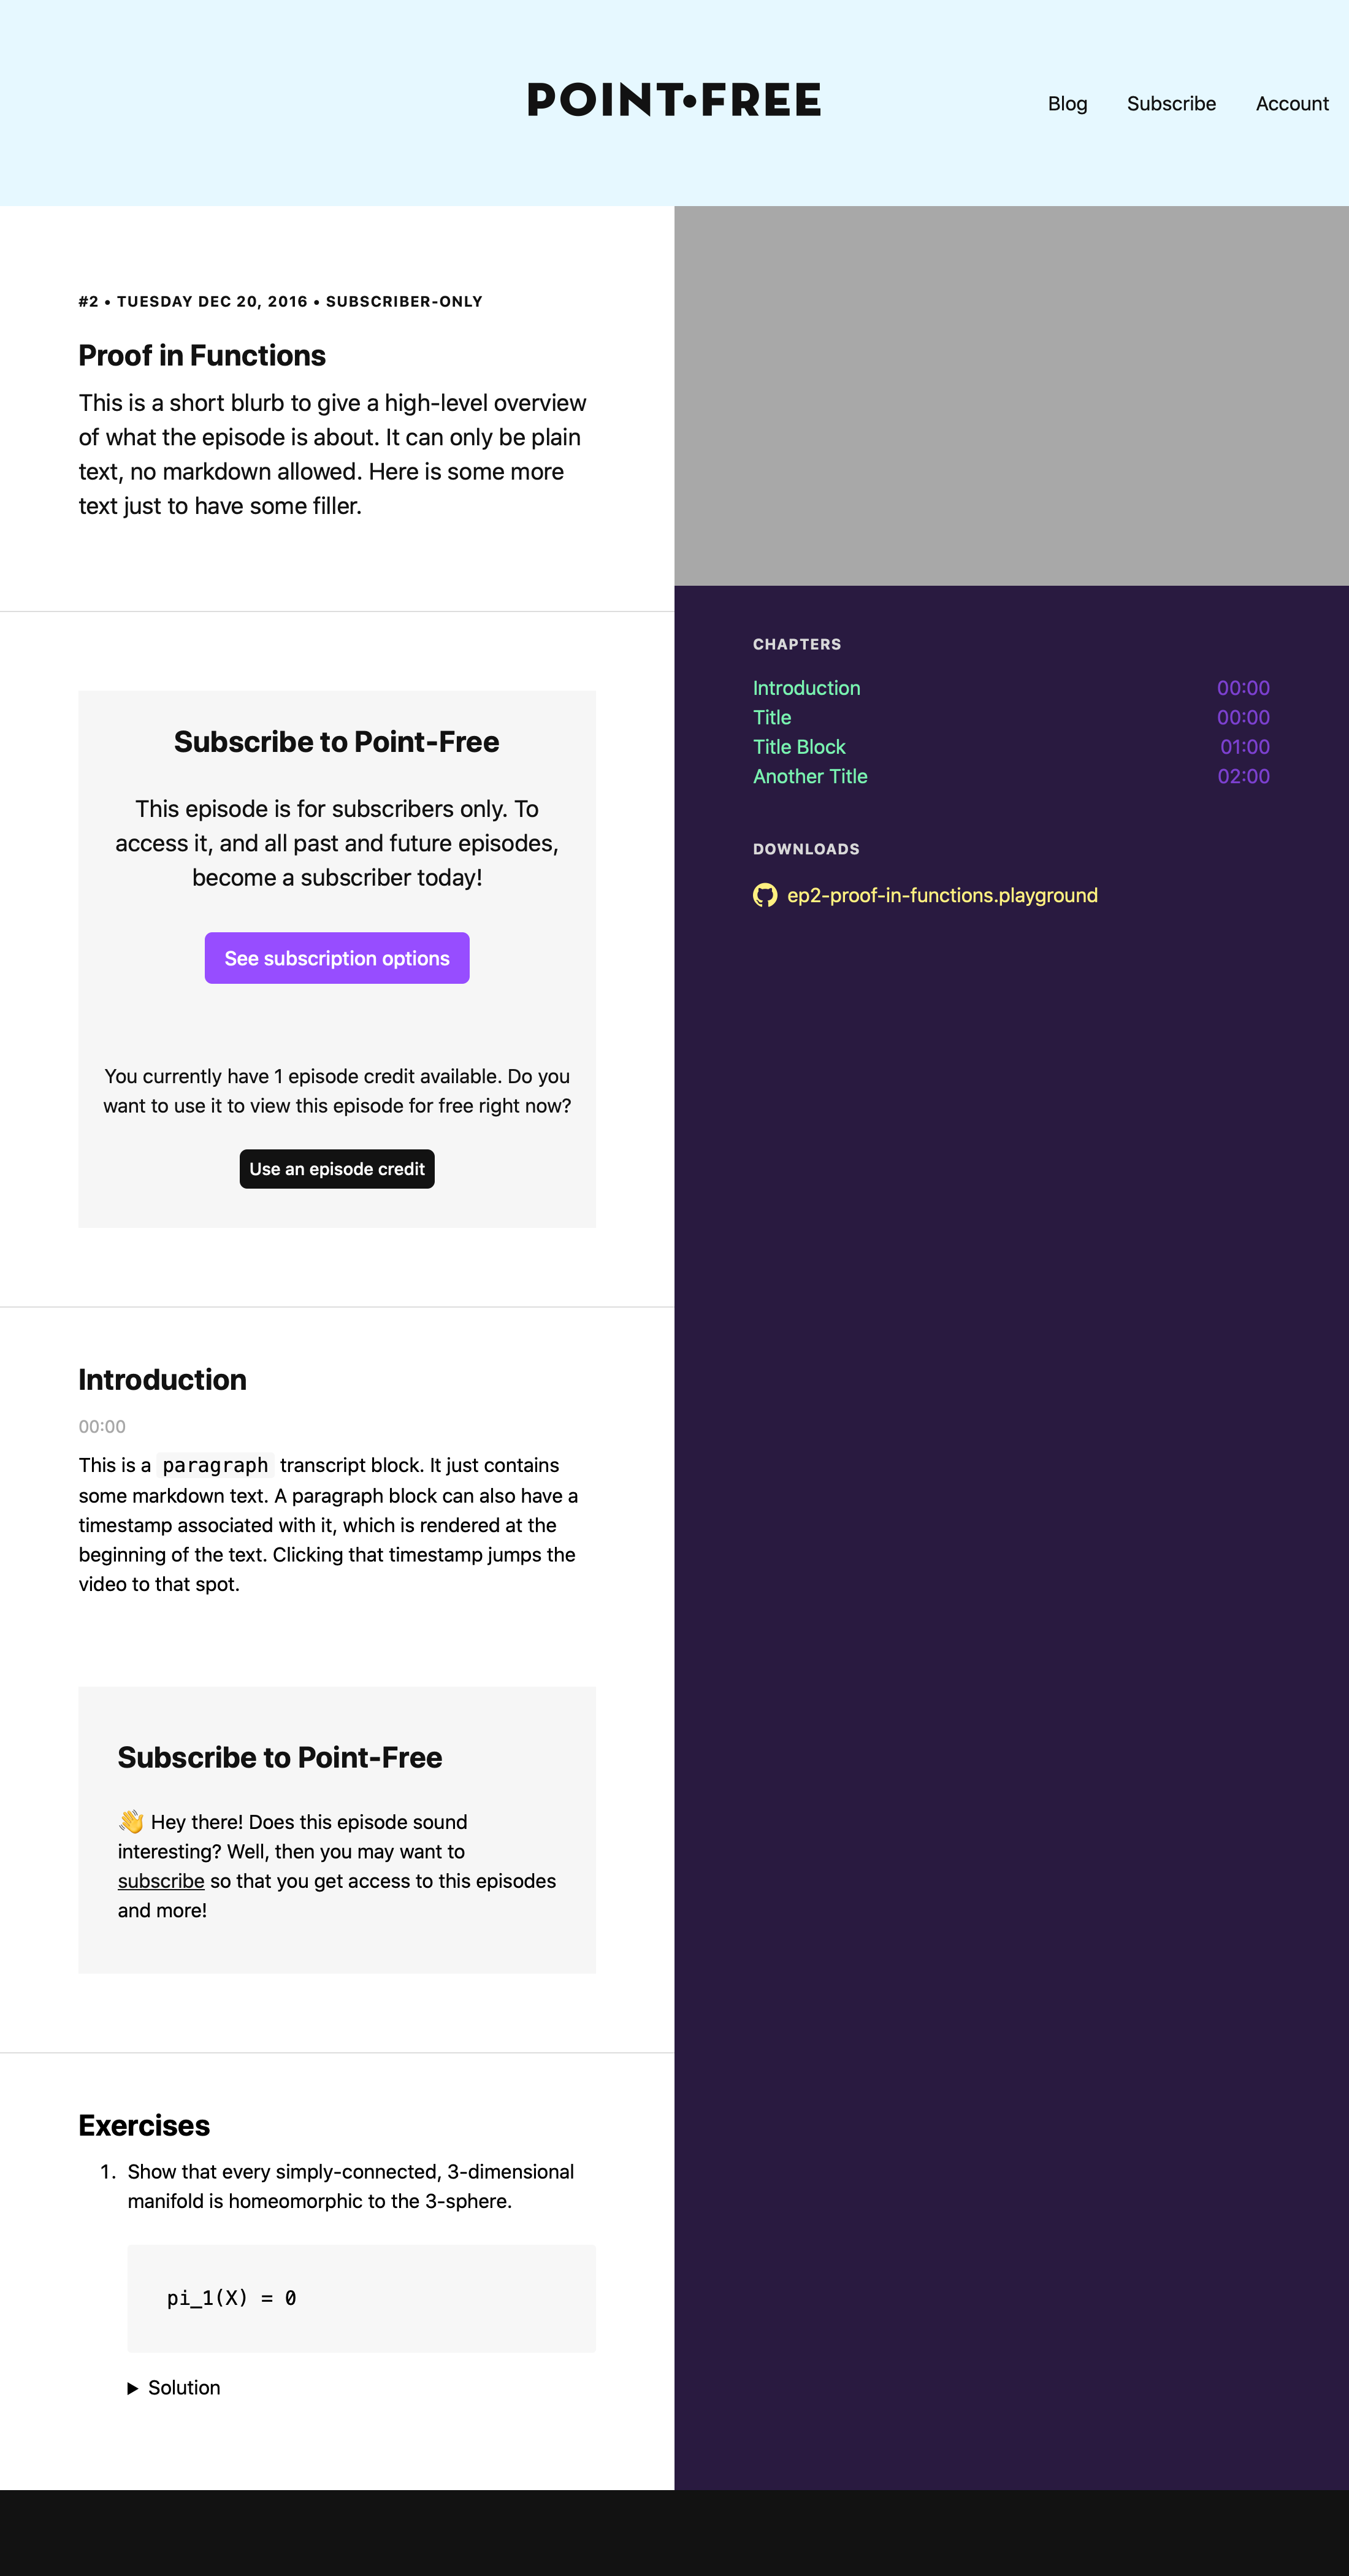 POINT•FREE
Blog
Subscribe
Account
#2 • TUESDAY DEC 20, 2016 • SUBSCRIBER-ONLY
Proof in Functions
This is a short blurb to give a high-level overview
of what the episode is about. It can only be plain
text, no markdown allowed. Here is some more
text just to have some filler.
Subscribe to Point-Free
This episode is for subscribers only. To
access it, and all past and future episodes,
become a subscriber today!
See subscription options
You currently have 1 episode credit available. Do you
want to use it to view this episode for free right now?
Use an episode credit
Introduction
00:00
This is a paragraph transcript block. It just contains
some markdown text. A paragraph block can also have a
timestamp associated with it, which is rendered at the
beginning of the text. Clicking that timestamp jumps the
video to that spot.
Subscribe to Point-Free
👋 Hey there! Does this episode sound
interesting? Well, then you may want to
subscribe so that you get access to this episodes
and more!
Exercises
1. Show that every simply-connected, 3-dimensional
manifold is homeomorphic to the 3-sphere.
pi_1(X) = 0
Solution
CHAPTERS
Introduction 00:00
Title 00:00
Title Block 01:00
Another Title 02:00
DOWNLOADS
ep2-proof-in-functions.playground